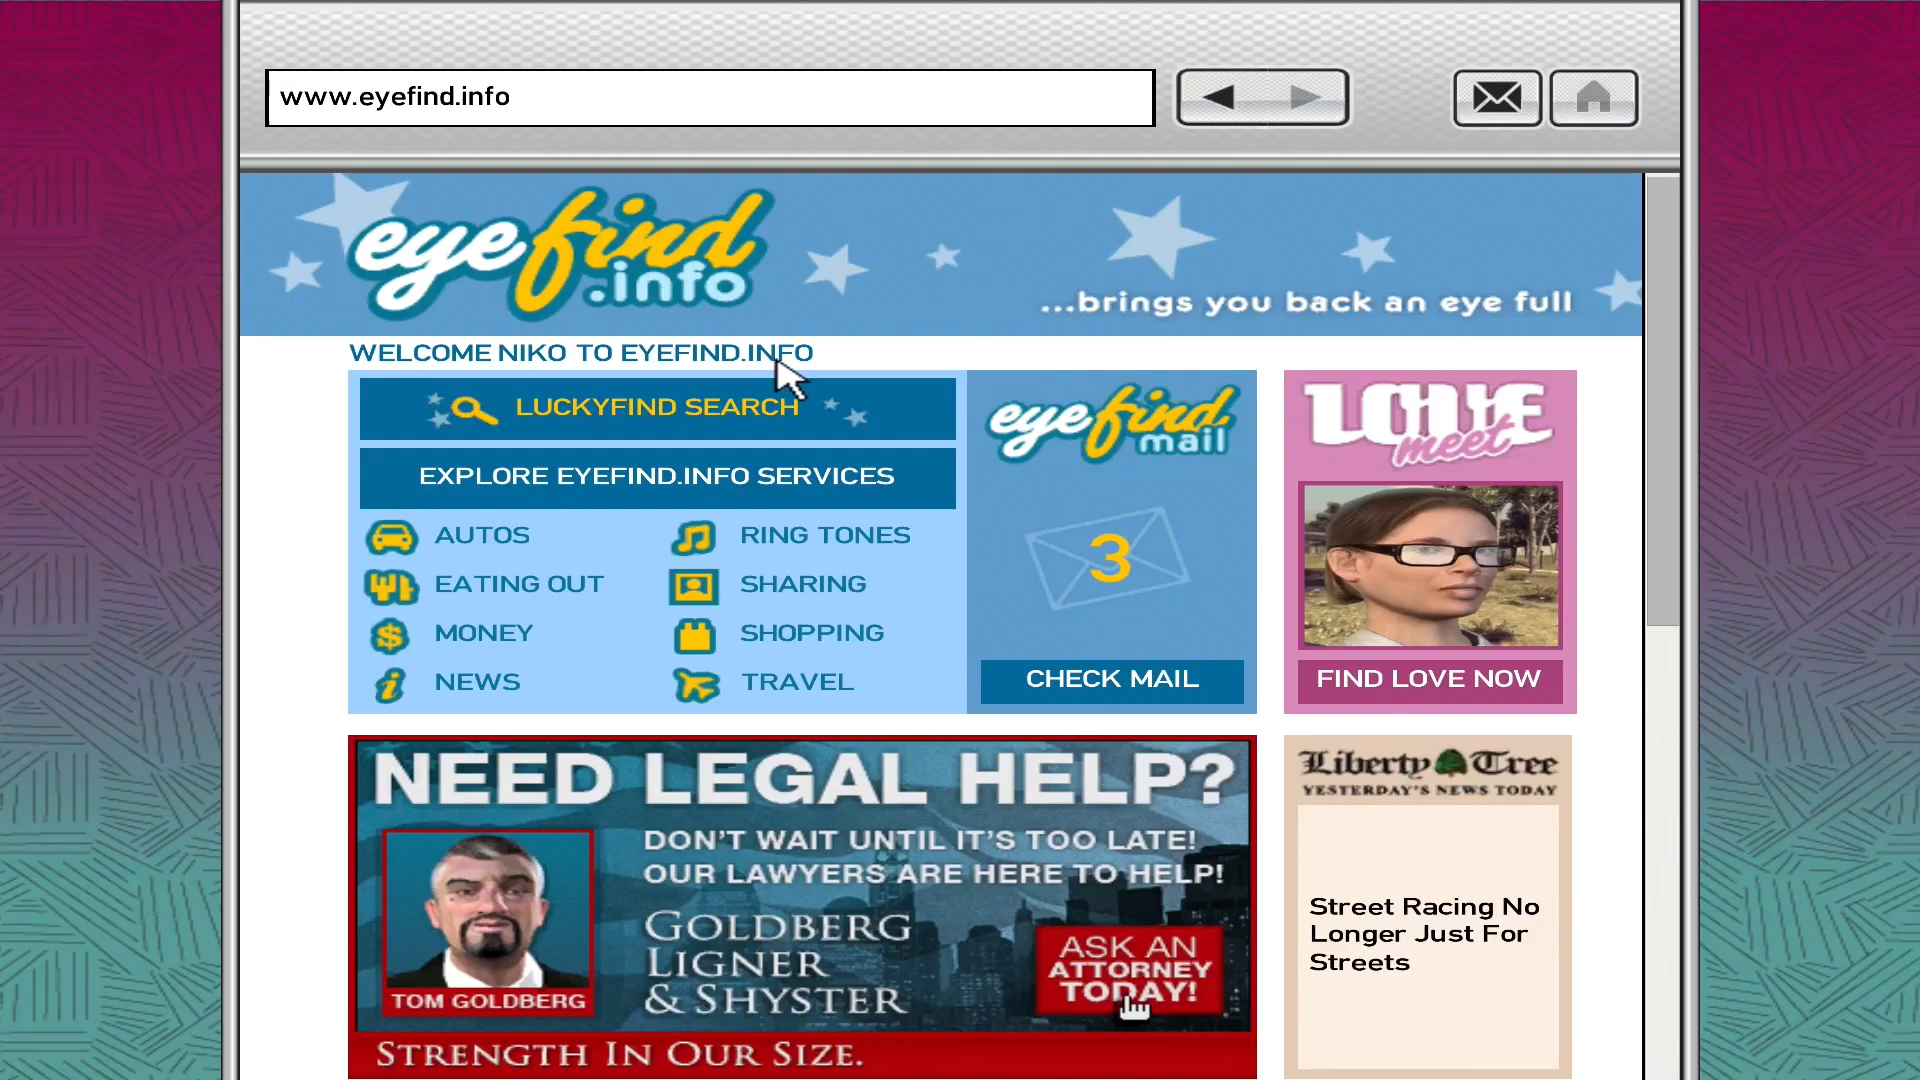 www.eyefind.info
eyefind
.info
...brings you back an eye full
WELCOME NIKO TO EYEFIND.INFO
LUCKYFIND SEARCH
EXPLORE EYEFIND.INFO SERVICES
AUTOS
RING TONES
EATING OUT
SHARING
MONEY
SHOPPING
NEWS
TRAVEL
eyefind
mail
3
CHECK MAIL
LOVE
meet
FIND LOVE NOW
NEED LEGAL HELP?
DON'T WAIT UNTIL IT'S TOO LATE!
OUR LAWYERS ARE HERE TO HELP!
GOLDBERG
LIGNER
& SHYSTER
TOM GOLDBERG
ASK AN
ATTORNEY
TODAY!
STRENGTH IN OUR SIZE.
Liberty Tree
YESTERDAY'S NEWS TODAY
Street Racing No
Longer Just For
Streets